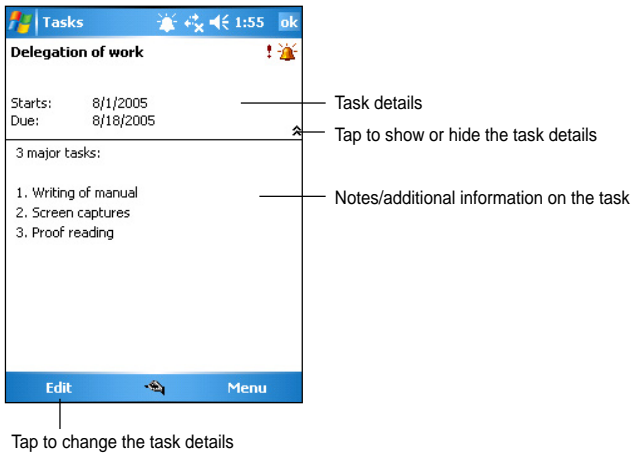 Tasks 1:55 ok
Delegation of work !
Starts: 8/1/2005
Task details
Due: 8/18/2005
Tap to show or hide the task details
3 major tasks:
1. Writing of manual
Notes/additional information on the task
2. Screen captures
3. Proof reading
Edit Menu
Tap to change the task details